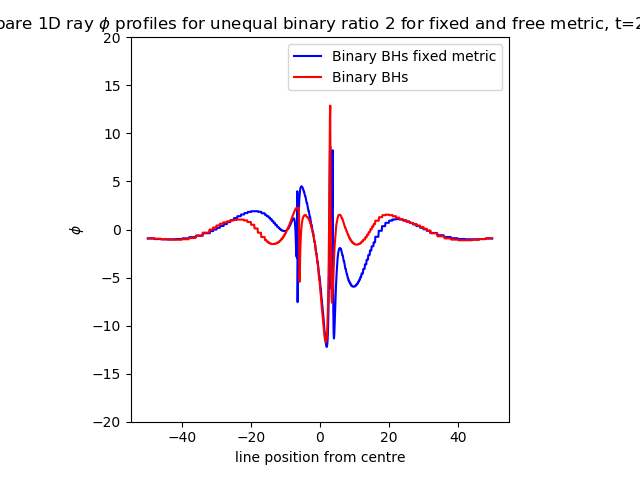 pare 1D ray ϕ profiles for unequal binary ratio 2 for fixed and free metric, t=2
Binary BHs fixed metric
Binary BHs
20
15
10
5
0
−5
−10
−15
−20
ϕ
−40 −20 0 20 40
line position from centre